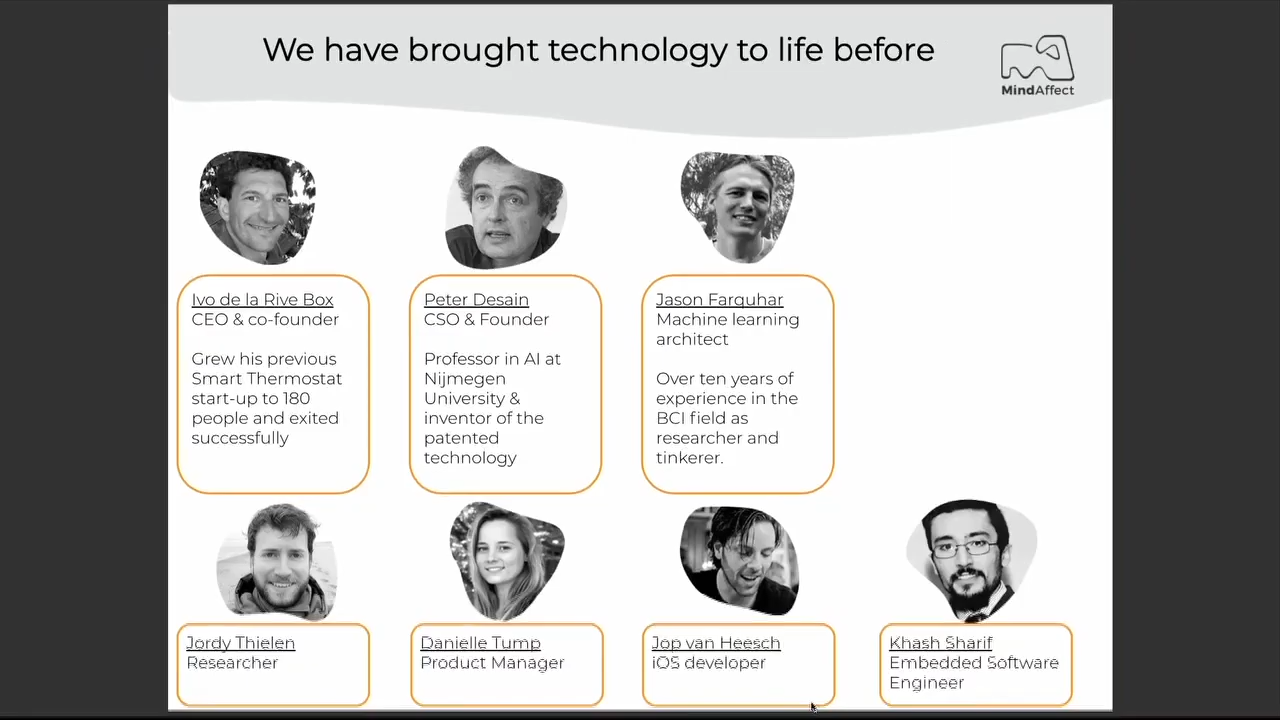 We have brought technology to life before
MindAffect
Ivo de la Rive Box
CEO & co-founder
Grew his previous
Smart Thermostat
start-up to 180
people and exited
successfully
Peter Desain
CSO & Founder
Professor in AI at
Nijmegen
University &
inventor of the
patented
technology
Jason Farquhar
Machine learning
architect
Over ten years of
experience in the
BCI field as
researcher and
tinkerer.
Jordy Thielen
Researcher
Danielle Tump
Product Manager
Jop van Heesch
iOS developer
Khash Sharif
Embedded Software
Engineer